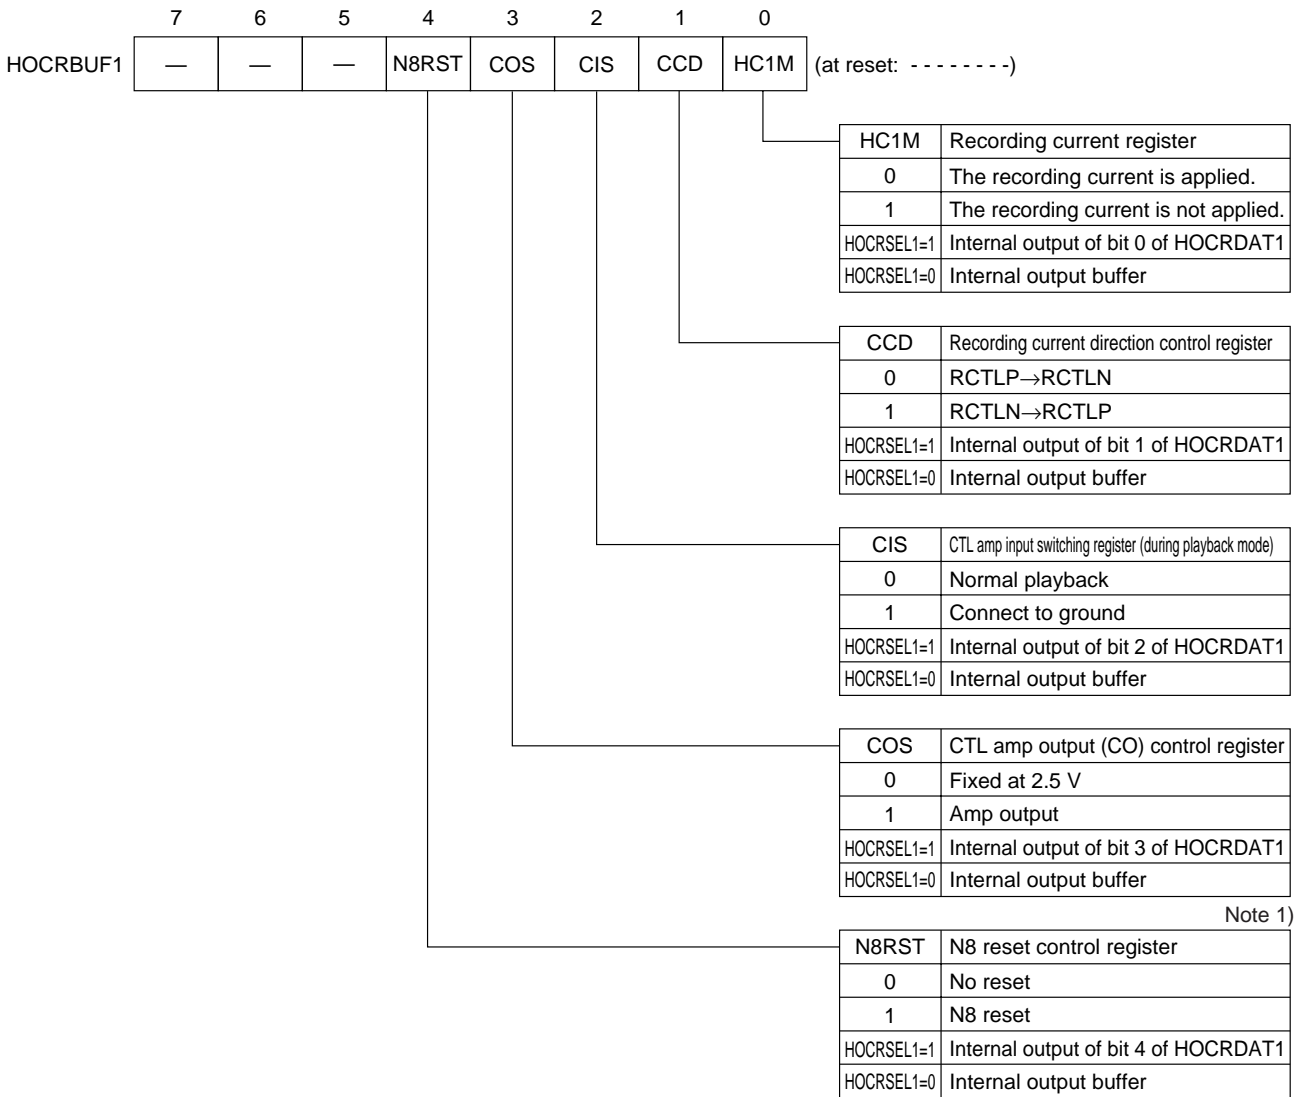 7 6 5 4 3 2 1 0
HOCRBUF1 — — — N8RST COS CIS CCD HC1M (at reset: - - - - - - - -)
HC1M Recording current register
0 The recording current is applied.
1 The recording current is not applied.
HOCRSEL1=1 Internal output of bit 0 of HOCRDAT1
HOCRSEL1=0 Internal output buffer
CCD Recording current direction control register
0 RCTLP→RCTLN
1 RCTLN→RCTLP
HOCRSEL1=1 Internal output of bit 1 of HOCRDAT1
HOCRSEL1=0 Internal output buffer
CIS CTL amp input switching register (during playback mode)
0 Normal playback
1 Connect to ground
HOCRSEL1=1 Internal output of bit 2 of HOCRDAT1
HOCRSEL1=0 Internal output buffer
COS CTL amp output (CO) control register
0 Fixed at 2.5 V
1 Amp output
HOCRSEL1=1 Internal output of bit 3 of HOCRDAT1
HOCRSEL1=0 Internal output buffer
Note 1)
N8RST N8 reset control register
0 No reset
1 N8 reset
HOCRSEL1=1 Internal output of bit 4 of HOCRDAT1
HOCRSEL1=0 Internal output buffer